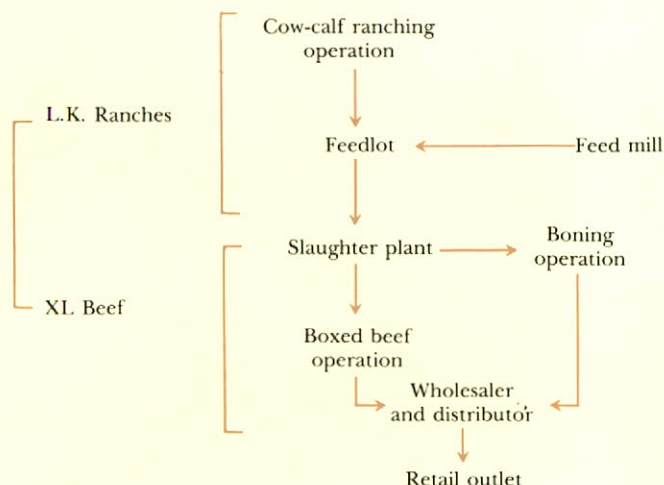 Cow-calf ranching
operation
L.K. Ranches
Feedlot
Feed mill
Slaughter plant
Boning
operation
XL Beef
Boxed beef
operation
Wholesaler
and distributor
Retail outlet